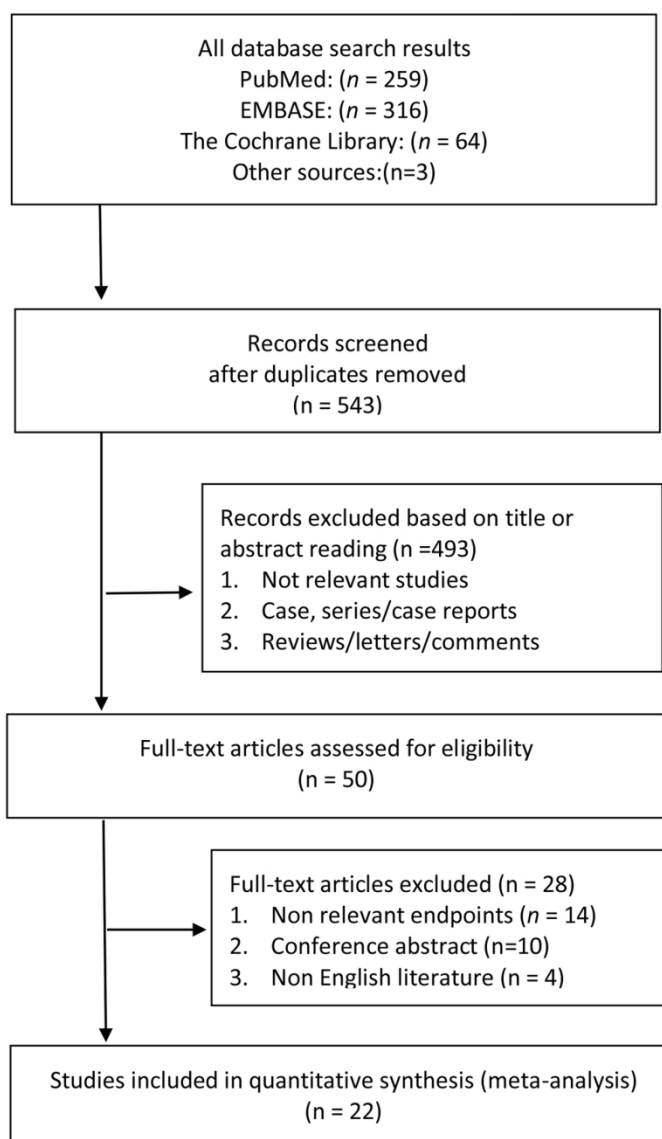 All database search results
PubMed: (n = 259)
EMBASE: (n = 316)
The Cochrane Library: (n = 64)
Other sources:(n=3)
Records screened
after duplicates removed
(n = 543)
Records excluded based on title or
abstract reading (n =493)
1. Not relevant studies
2. Case, series/case reports
3. Reviews/letters/comments
Full-text articles assessed for eligibility
(n = 50)
Full-text articles excluded (n = 28)
1. Non relevant endpoints (n = 14)
2. Conference abstract (n=10)
3. Non English literature (n = 4)
Studies included in quantitative synthesis (meta-analysis)
(n = 22)